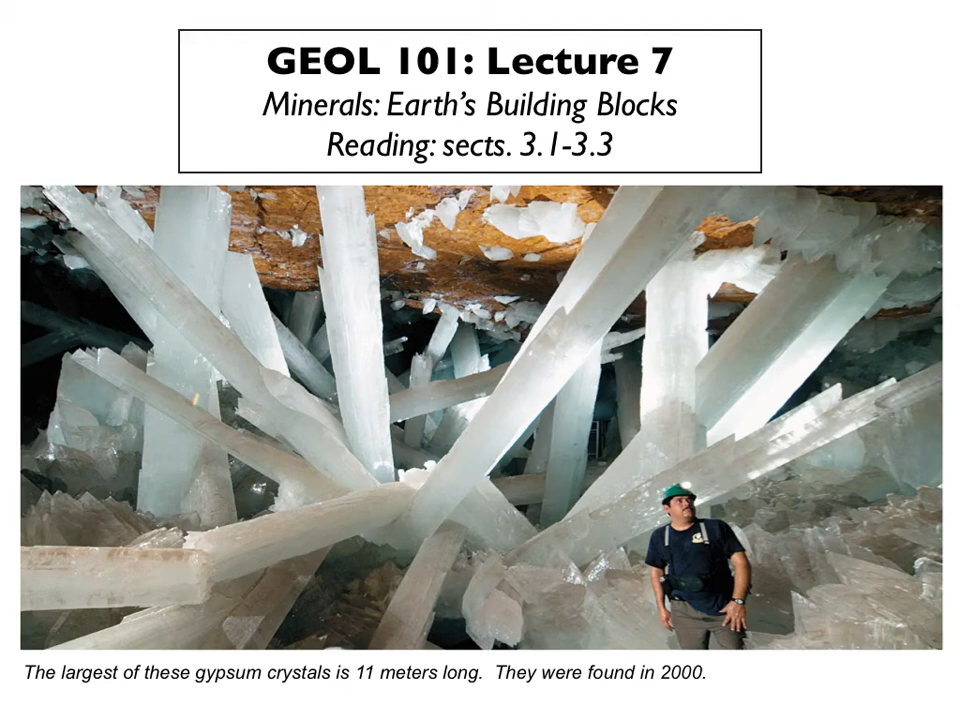 GEOL 101: Lecture 7
Minerals: Earth's Building Blocks
Reading: sects. 3.1-3.3
The largest of these gypsum crystals is 11 meters long.  They were found in 2000.